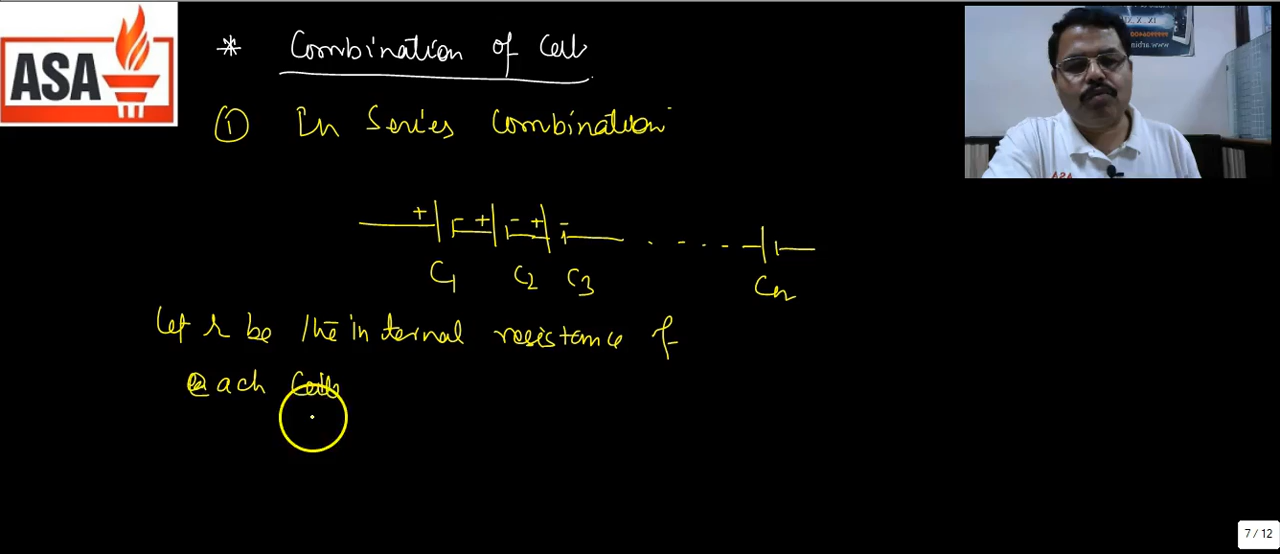 ASA
* Combination of Cell
① In Series Combination
+ - + - + -
C1 C2 C3 Cn
Let r be the internal resistance of
each Cell
7 / 12